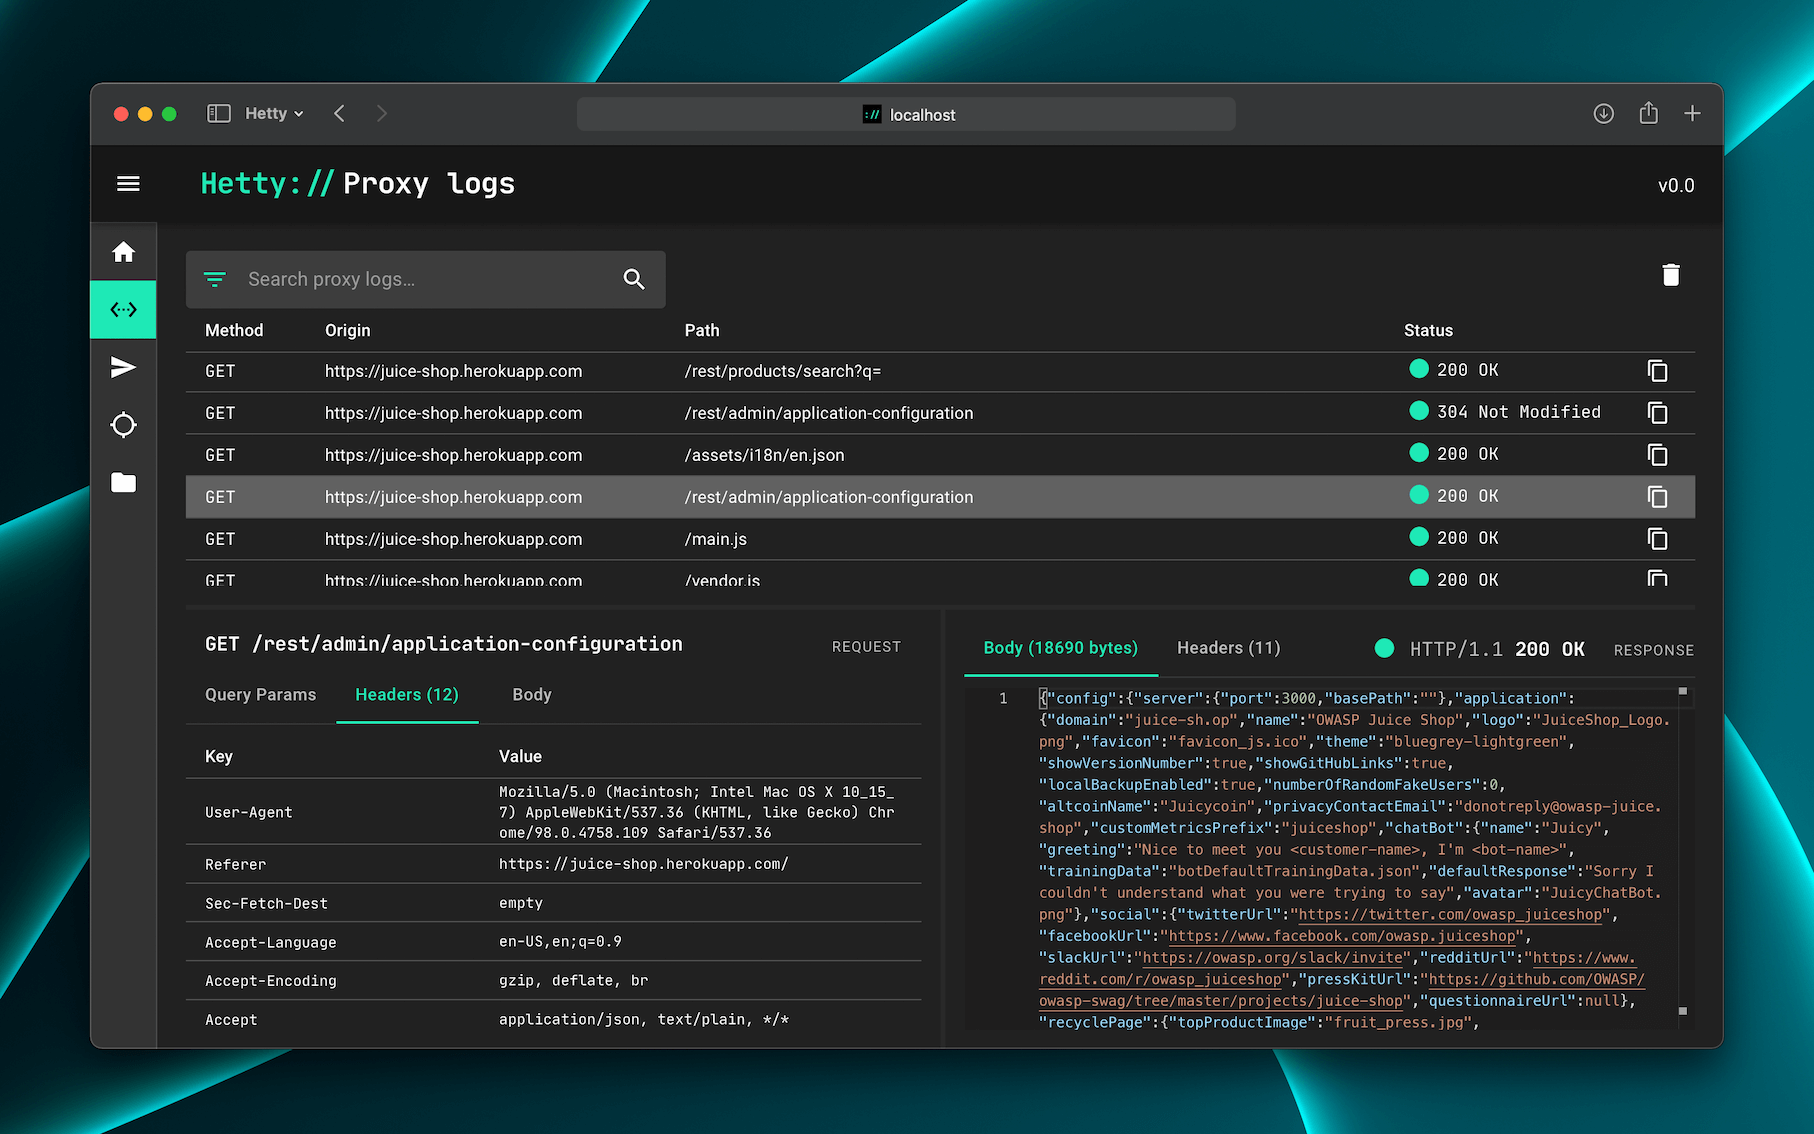 Hetty
:// localhost
Hetty:// Proxy logs
v0.0
Search proxy logs…
Method Origin Path Status
GET https://juice-shop.herokuapp.com /rest/products/search?q= 200 OK
GET https://juice-shop.herokuapp.com /rest/admin/application-configuration 304 Not Modified
GET https://juice-shop.herokuapp.com /assets/i18n/en.json 200 OK
GET https://juice-shop.herokuapp.com /rest/admin/application-configuration 200 OK
GET https://juice-shop.herokuapp.com /main.js 200 OK
GET https://juice-shop.herokuapp.com /vendor.js 200 OK
GET /rest/admin/application-configuration REQUEST
Query Params Headers (12) Body
Key Value
User-Agent
Mozilla/5.0 (Macintosh; Intel Mac OS X 10_15_
7) AppleWebKit/537.36 (KHTML, like Gecko) Chr
ome/98.0.4758.109 Safari/537.36
Referer https://juice-shop.herokuapp.com/
Sec-Fetch-Dest empty
Accept-Language en-US,en;q=0.9
Accept-Encoding gzip, deflate, br
Accept application/json, text/plain, */*
Body (18690 bytes) Headers (11) HTTP/1.1 200 OK RESPONSE
1 {"config":{"server":{"port":3000,"basePath":""},"application":
{"domain":"juice-sh.op","name":"OWASP Juice Shop","logo":"JuiceShop_Logo.
png","favicon":"favicon_js.ico","theme":"bluegrey-lightgreen",
"showVersionNumber":true,"showGitHubLinks":true,
"localBackupEnabled":true,"numberOfRandomFakeUsers":0,
"altcoinName":"Juicycoin","privacyContactEmail":"donotreply@owasp-juice.
shop","customMetricsPrefix":"juiceshop","chatBot":{"name":"Juicy",
"greeting":"Nice to meet you <customer-name>, I'm <bot-name>",
"trainingData":"botDefaultTrainingData.json","defaultResponse":"Sorry I
couldn't understand what you were trying to say","avatar":"JuicyChatBot.
png"},"social":{"twitterUrl":"https://twitter.com/owasp_juiceshop",
"facebookUrl":"https://www.facebook.com/owasp.juiceshop",
"slackUrl":"https://owasp.org/slack/invite","redditUrl":"https://www.
reddit.com/r/owasp_juiceshop","pressKitUrl":"https://github.com/OWASP/
owasp-swag/tree/master/projects/juice-shop","questionnaireUrl":null},
"recyclePage":{"topProductImage":"fruit_press.jpg",